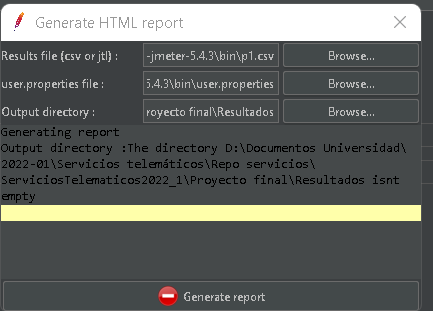 Generate HTML report
Results file (csv or jtl) : -jmeter-5.4.3\bin\p1.csv Browse...
user.properties file : 5.4.3\bin\user.properties Browse...
Output directory : royecto final\Resultados Browse...
Generating report
Output directory :The directory D:\Documentos Universidad\
2022-01\Servicios telemáticos\Repo servicios\
ServiciosTelematicos2022_1\Proyecto final\Resultados isnt
empty
Generate report